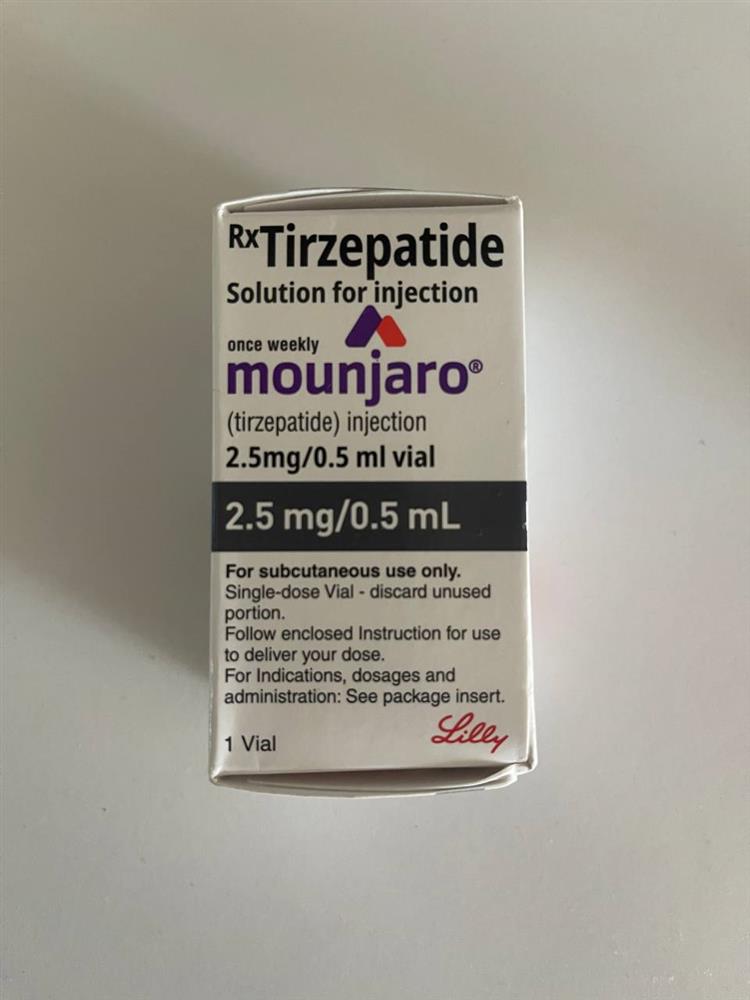 Rx Tirzepatide
Solution for injection
once weekly
mounjaro®
(tirzepatide) injection
2.5mg/0.5 ml vial
2.5 mg/0.5 mL
For subcutaneous use only.
Single-dose Vial - discard unused
portion.
Follow enclosed Instruction for use
to deliver your dose.
For Indications, dosages and
administration: See package insert.
1 Vial
Lilly